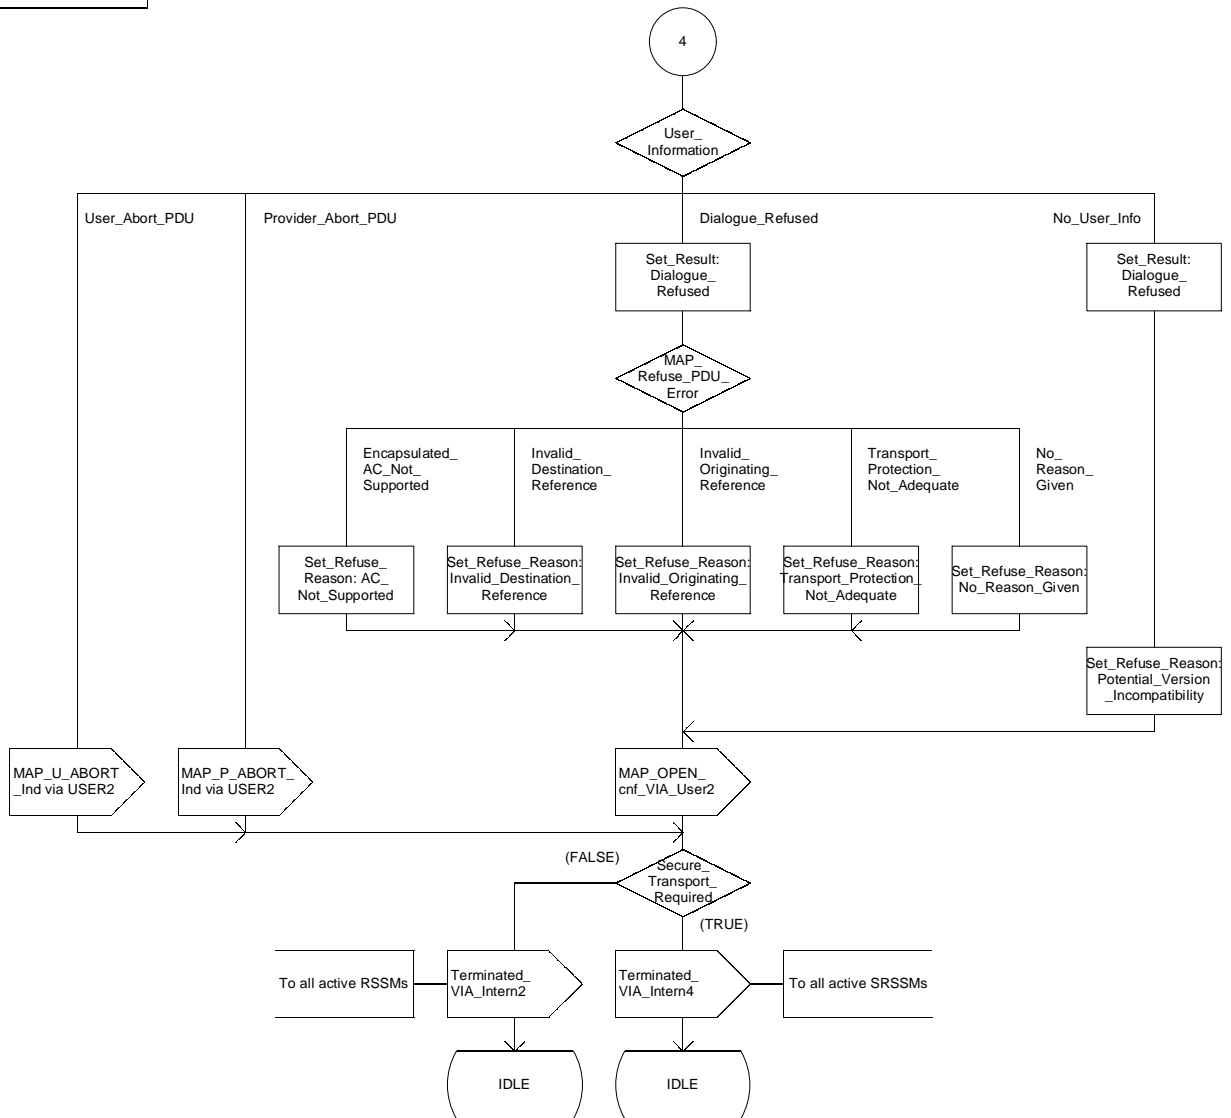 4
User_
Information
User_Abort_PDU
Provider_Abort_PDU
Dialogue_Refused
No_User_Info
Set_Result:
Dialogue_
Refused
Set_Result:
Dialogue_
Refused
MAP_
Refuse_PDU_
Error
Encapsulated_
AC_Not_
Supported
Invalid_
Destination_
Reference
Invalid_
Originating_
Reference
Transport_
Protection_
Not_Adequate
No_
Reason_
Given
Set_Refuse_
Reason: AC_
Not_Supported
Set_Refuse_Reason:
Invalid_Destination_
Reference
Set_Refuse_Reason:
Invalid_Originating_
Reference
Set_Refuse_Reason:
Transport_Protection_
Not_Adequate
Set_Refuse_Reason:
No_Reason_Given
Set_Refuse_Reason:
Potential_Version
_Incompatibility
MAP_U_ABORT
_Ind via USER2
MAP_P_ABORT_
Ind via USER2
MAP_OPEN_
cnf_VIA_User2
(FALSE)
Secure_
Transport_
Required
(TRUE)
To all active RSSMs
Terminated_
VIA_Intern2
Terminated_
VIA_Intern4
To all active SRSSMs
IDLE
IDLE